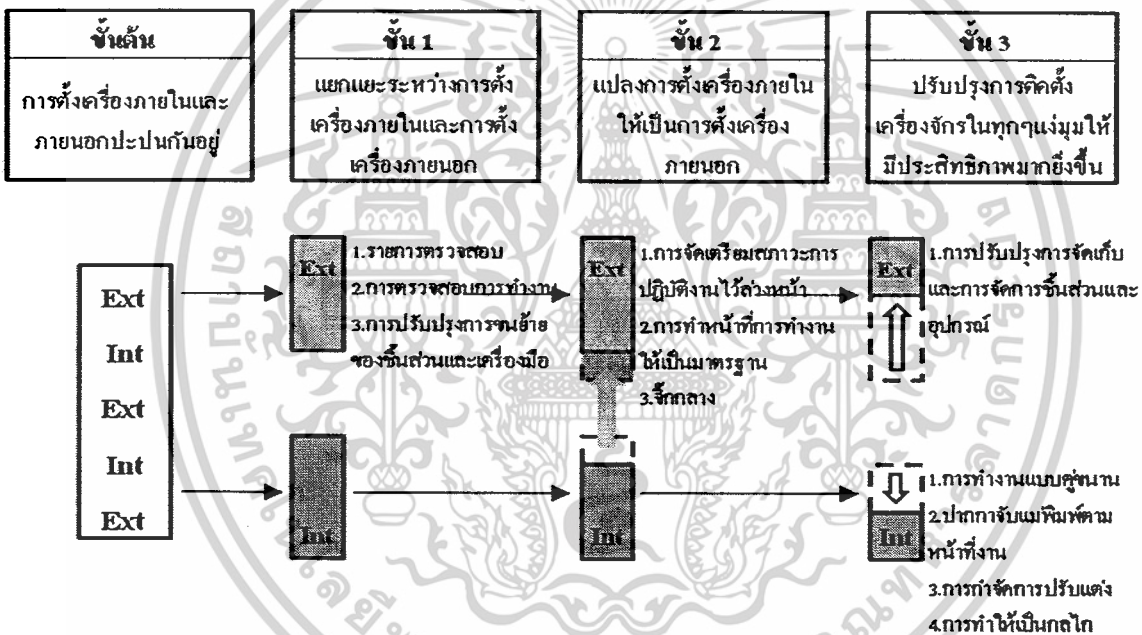 ขั้นต้น
การตั้งเครื่องภายในและ
ภายนอกปะปนกันอยู่
ขั้น 1
แยกแยะระหว่างการตั้ง
เครื่องภายในและการตั้ง
เครื่องภายนอก
ขั้น 2
แปลงการตั้งเครื่องภายใน
ให้เป็นการตั้งเครื่อง
ภายนอก
ขั้น 3
ปรับปรุงการติดตั้ง
เครื่องจักรในทุกๆแง่มุมให้
มีประสิทธิภาพมากยิ่งขึ้น
Ext
Int
Ext
Int
Ext
Ext
1.รายการตรวจสอบ
2.การตรวจสอบการทำงาน
3.การปรับปรุงการขนย้าย
ของชิ้นส่วนและเครื่องมือ
Int
Ext
1.การจัดเตรียมสภาวะการ
ปฏิบัติงานไว้ล่วงหน้า
2.การทำหน้าที่การทำงาน
ให้เป็นมาตรฐาน
3.จิ๊กกลาง
Int
Ext
1.การปรับปรุงการจัดเก็บ
และการจัดการชิ้นส่วนและ
อุปกรณ์
Int
1.การทำงานแบบคู่ขนาน
2.ปากกาจับแม่พิมพ์ตาม
หน้าที่งาน
3.การกำจัดการปรับแต่ง
4.การทำให้เป็นกลไก